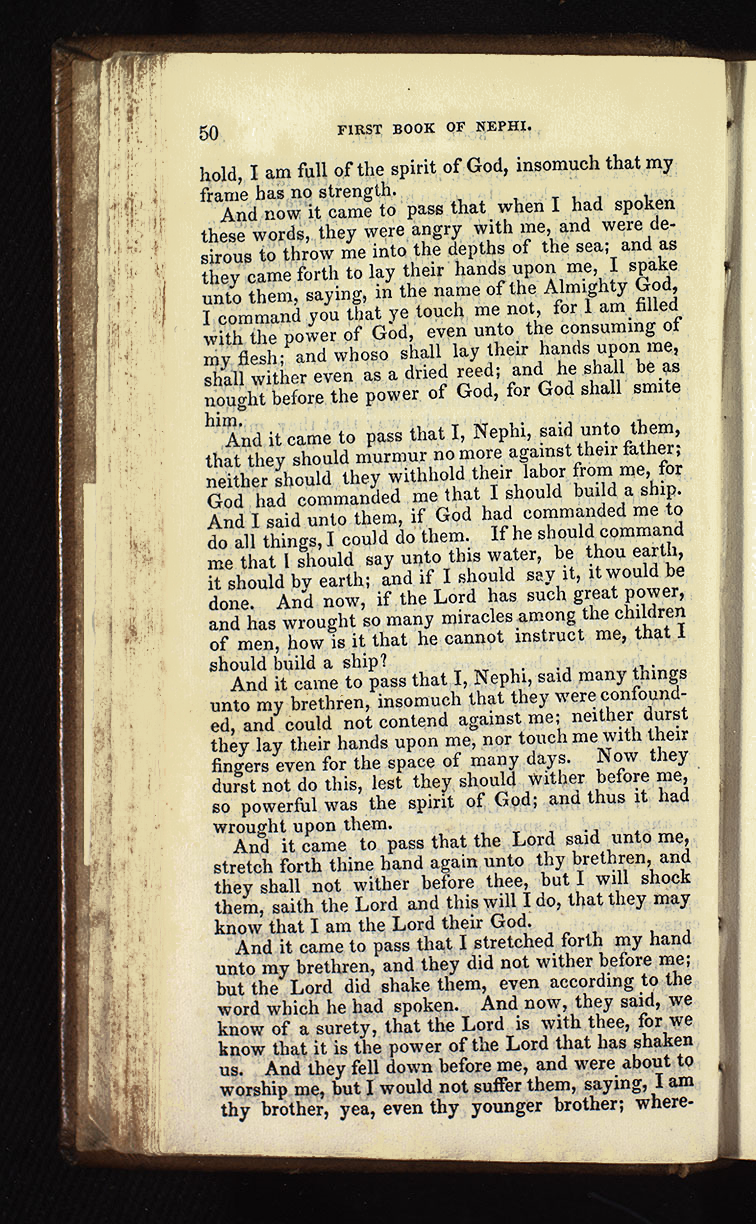 50 FIRST BOOK OF NEPHI.
hold, I am full of the spirit of God, insomuch that my
frame has no strength.
And now it came to pass that when I had spoken
these words, they were angry with me, and were de-
sirous to throw me into the depths of the sea; and as
they came forth to lay their hands upon me, I spake
unto them, saying, in the name of the Almighty God,
I command you that ye touch me not, for I am filled
with the power of God, even unto the consuming of
my flesh; and whoso shall lay their hands upon me,
shall wither even as a dried reed; and he shall be as
nought before the power of God, for God shall smite
him.
And it came to pass that I, Nephi, said unto them,
that they should murmur no more against their father;
neither should they withhold their labor from me, for
God had commanded me that I should build a ship.
And I said unto them, if God had commanded me to
do all things, I could do them. If he should command
me that I should say unto this water, be thou earth,
it should by earth; and if I should say it, it would be
done. And now, if the Lord has such great power,
and has wrought so many miracles among the children
of men, how is it that he cannot instruct me, that I
should build a ship?
And it came to pass that I, Nephi, said many things
unto my brethren, insomuch that they were confound-
ed, and could not contend against me; neither durst
they lay their hands upon me, nor touch me with their
fingers even for the space of many days. Now they
durst not do this, lest they should wither before me,
so powerful was the spirit of God; and thus it had
wrought upon them.
And it came to pass that the Lord said unto me,
stretch forth thine hand again unto thy brethren, and
they shall not wither before thee, but I will shock
them, saith the Lord and this will I do, that they may
know that I am the Lord their God.
And it came to pass that I stretched forth my hand
unto my brethren, and they did not wither before me;
but the Lord did shake them, even according to the
word which he had spoken. And now, they said, we
know of a surety, that the Lord is with thee, for we
know that it is the power of the Lord that has shaken
us. And they fell down before me, and were about to
worship me, but I would not suffer them, saying, I am
thy brother, yea, even thy younger brother; where-